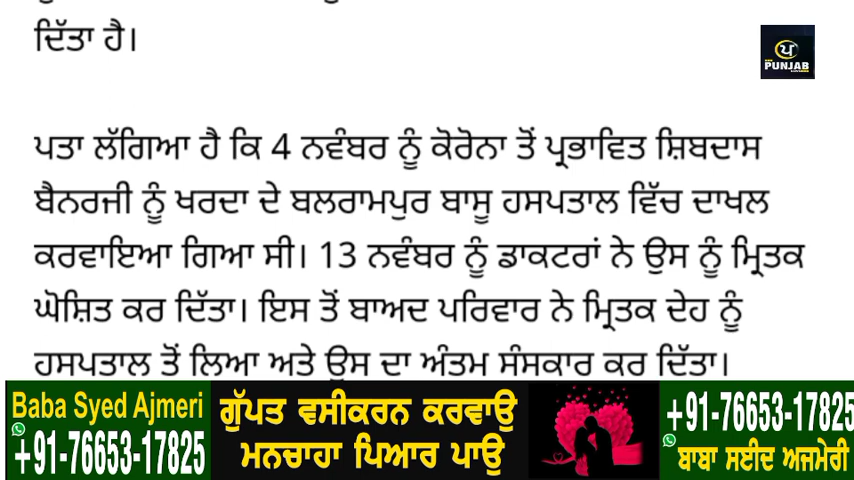 ਦਿੱਤਾ ਹੈ।
ਪ
PUNJAB
ਪਤਾ ਲੱਗਿਆ ਹੈ ਕਿ 4 ਨਵੰਬਰ ਨੂੰ ਕੋਰੋਨਾ ਤੋਂ ਪ੍ਰਭਾਵਿਤ ਸ਼ਿਬਦਾਸ
ਬੈਨਰਜੀ ਨੂੰ ਖਰਦਾ ਦੇ ਬਲਰਾਮਪੁਰ ਬਾਸੂ ਹਸਪਤਾਲ ਵਿੱਚ ਦਾਖਲ
ਕਰਵਾਇਆ ਗਿਆ ਸੀ। 13 ਨਵੰਬਰ ਨੂੰ ਡਾਕਟਰਾਂ ਨੇ ਉਸ ਨੂੰ ਮ੍ਰਿਤਕ
ਘੋਸ਼ਿਤ ਕਰ ਦਿੱਤਾ। ਇਸ ਤੋਂ ਬਾਅਦ ਪਰਿਵਾਰ ਨੇ ਮ੍ਰਿਤਕ ਦੇਹ ਨੂੰ
ਹਸਪਤਾਲ ਤੋਂ ਲਿਆ ਅਤੇ ਉਸ ਦਾ ਅੰਤਮ ਸੰਸਕਾਰ ਕਰ ਦਿੱਤਾ।
Baba Syed Ajmeri
+91-76653-17825
ਗੁੱਪਤ ਵਸੀਕਰਨ ਕਰਵਾਉ
ਮਨਚਾਹਾ ਪਿਆਰ ਪਾਉ
+91-76653-17825
ਬਾਬਾ ਸਈਦ ਅਜਮੇਰੀ